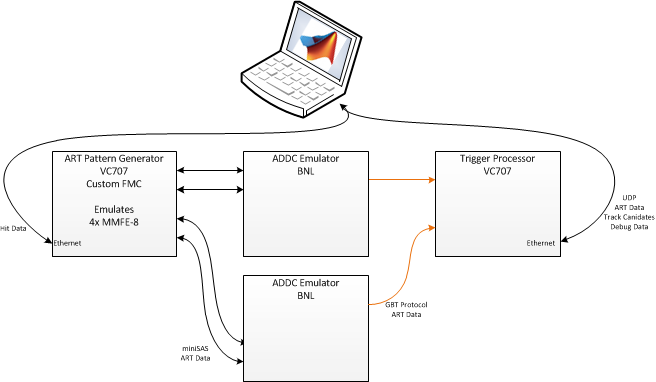 ART Pattern Generator
VC707
Custom FMC
Emulates
4x MMFE-8
Ethernet
Hit Data
ADDC Emulator
BNL
Trigger Processor
VC707
Ethernet
UDP
ART Data
Track Canidates
Debug Data
ADDC Emulator
BNL
GBT Protocol
ART Data
miniSAS
ART Data